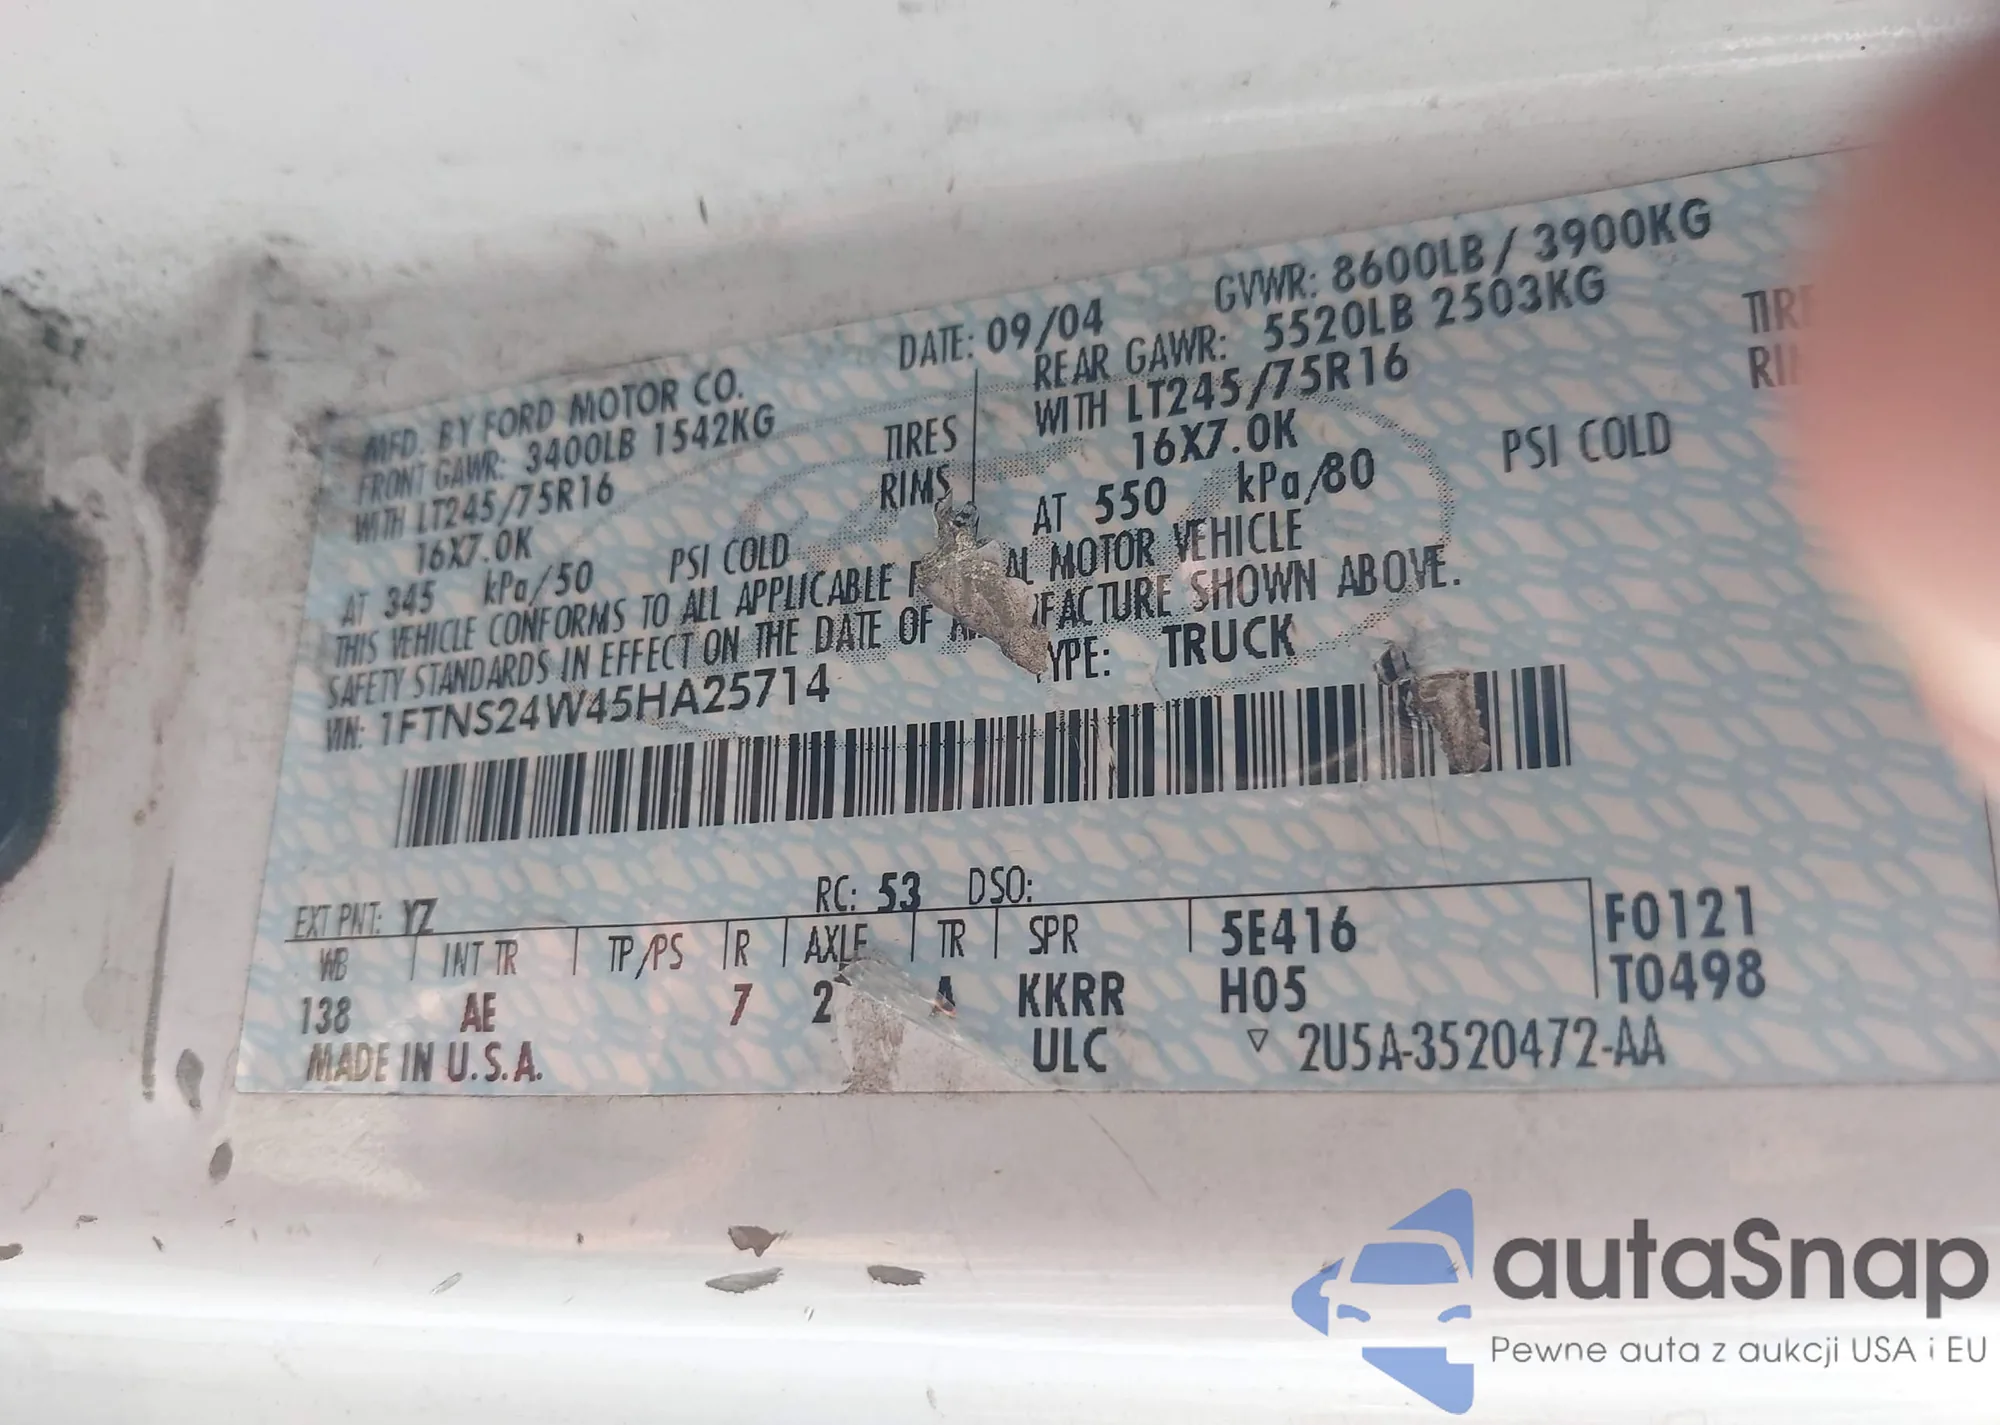 MFD. BY FORD MOTOR CO. DATE: 09/04 GVWR: 8600LB / 3900KG
FRONT GAWR: 3400LB 1542KG REAR GAWR: 5520LB 2503KG
WITH LT245/75R16 TIRES WITH LT245/75R16
16X7.0K RIMS 16X7.0K
AT 345 kPa/50 PSI COLD AT 550 kPa/80 PSI COLD
THIS VEHICLE CONFORMS TO ALL APPLICABLE MOTOR VEHICLE
SAFETY STANDARDS IN EFFECT ON THE DATE OF SHOWN ABOVE.
VIN: 1FTNS24W45HA25714 TRUCK
EXT PNT: YZ RC: 53 DSO:
WB INT TR TP/PS R AXLE TR SPR 5E416 F0121
138 AE 7 2 KKRR H05 T0498
MADE IN U.S.A. ULC ▽ 2U5A-3520472-AA
autaSnap
Pewne auta z aukcji USA i EU